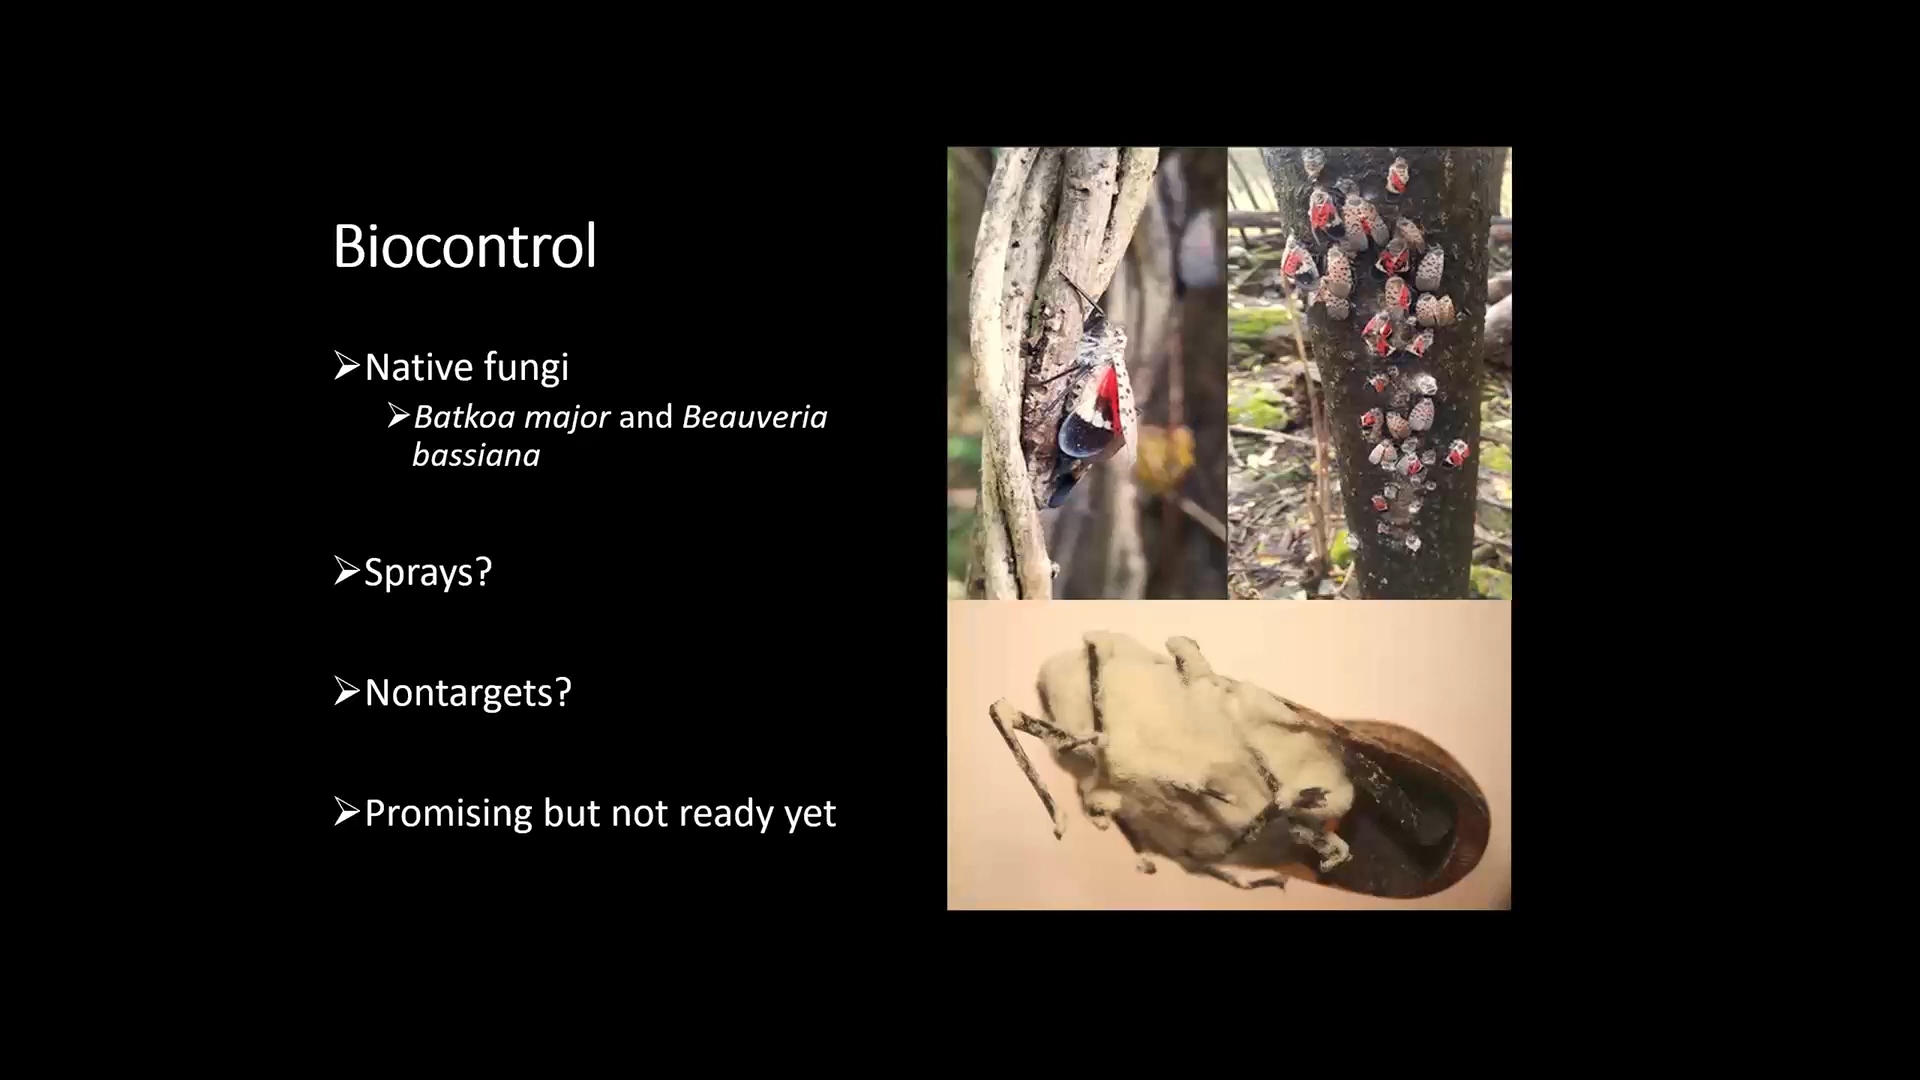 Biocontrol
➢Native fungi
➢Batkoa major and Beauveria
bassiana
➢Sprays?
➢Nontargets?
➢Promising but not ready yet